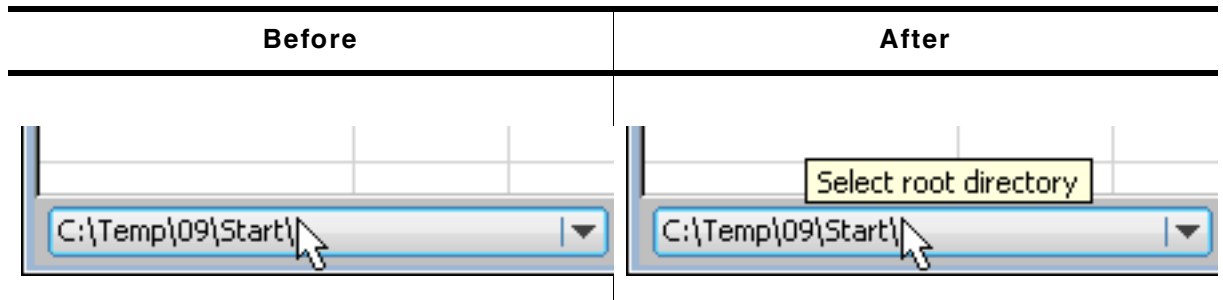 Before
After
C:\Temp\09\Start\
Select root directory
C:\Temp\09\Start\